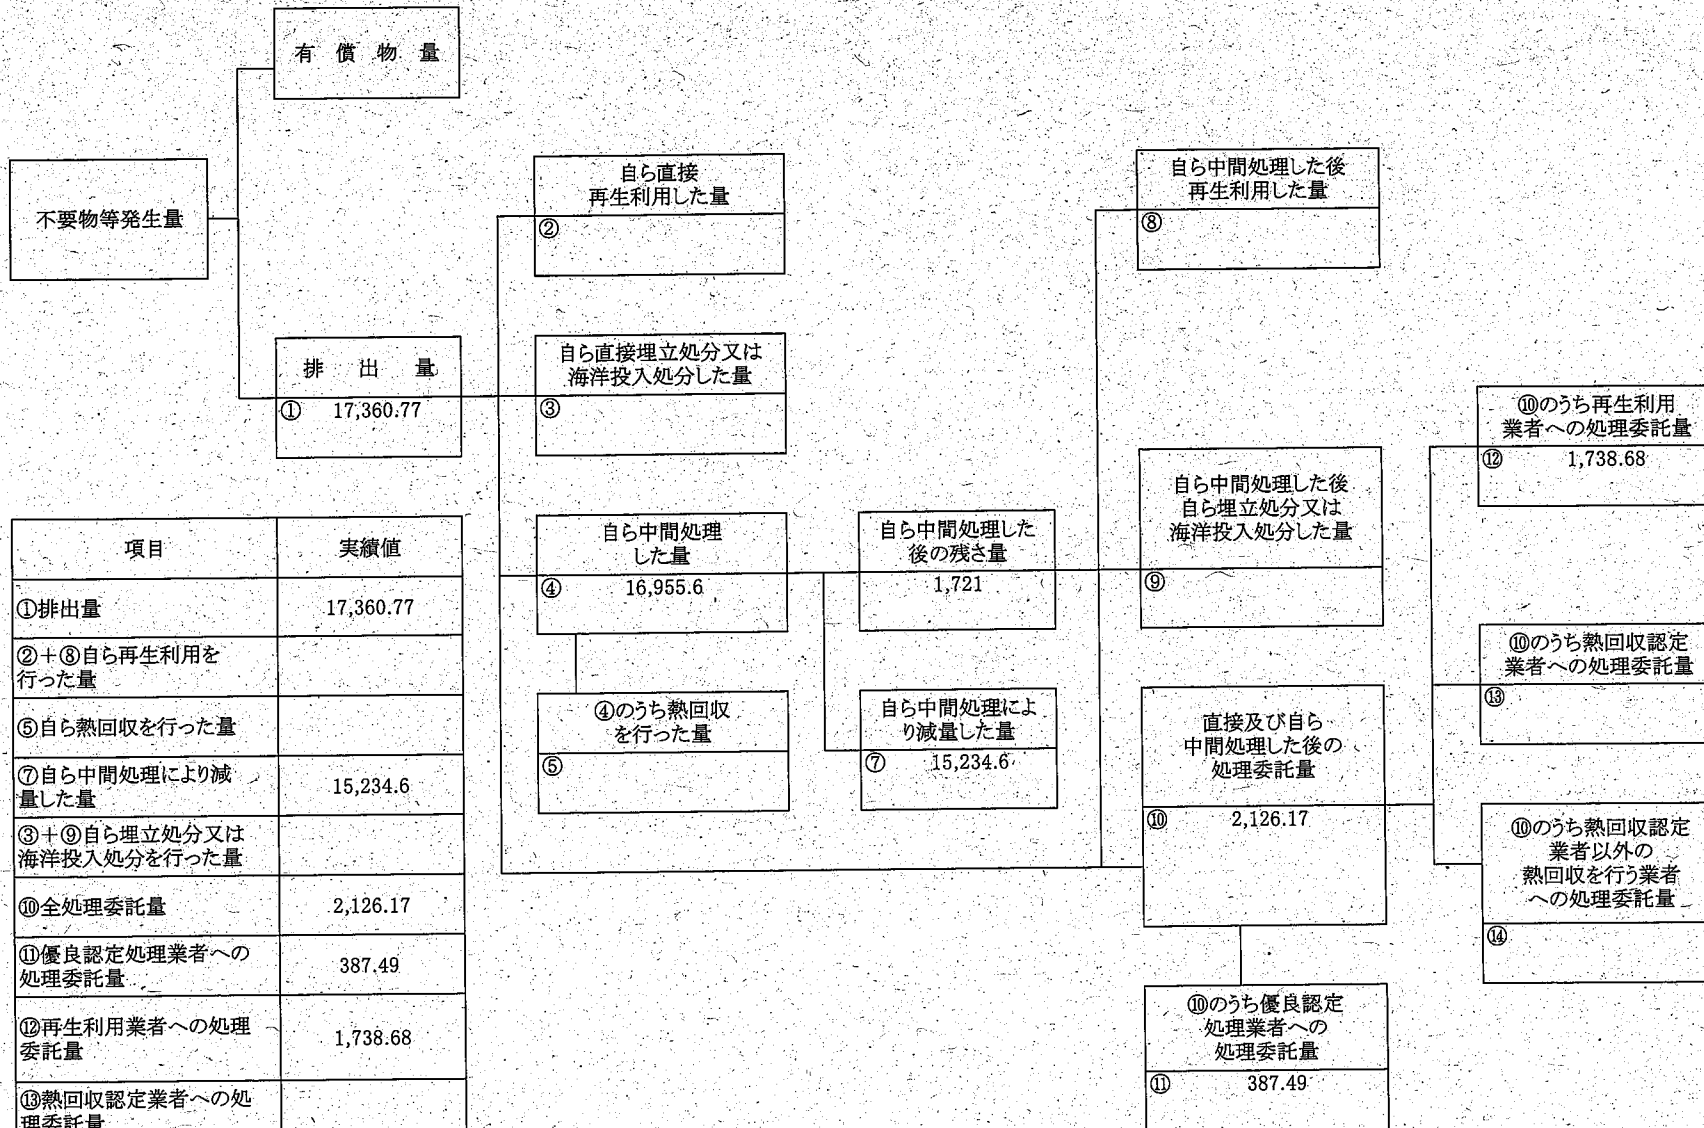 有償物量
不要物等発生量
排出量
① 17,360.77
自ら直接
再生利用した量
②
自ら直接埋立処分又は
海洋投入処分した量
③
自ら中間処理
した量
④ 16,955.6
④のうち熱回収
を行った量
⑤
自ら中間処理した
後の残さ量
1,721
自ら中間処理によ
り減量した量
⑦ 15,234.6
自ら中間処理した後
再生利用した量
⑧
自ら中間処理した後
自ら埋立処分又は
海洋投入処分した量
⑨
直接及び自ら
中間処理した後の
処理委託量
⑩ 2,126.17
⑩のうち優良認定
処理業者への
処理委託量
⑪ 387.49
⑩のうち再生利用
業者への処理委託量
⑫ 1,738.68
⑩のうち熱回収認定
業者への処理委託量
⑬
⑩のうち熱回収認定
業者以外の
熱回収を行う業者
への処理委託量
⑭
項目 実績値
①排出量 17,360.77
②+⑧自ら再生利用を
行った量
⑤自ら熱回収を行った量
⑦自ら中間処理により減
量した量 15,234.6
③+⑨自ら埋立処分又は
海洋投入処分を行った量
⑩全処理委託量 2,126.17
⑪優良認定処理業者への
処理委託量 387.49
⑫再生利用業者への処理
委託量 1,738.68
⑬熱回収認定業者への処
理委託量